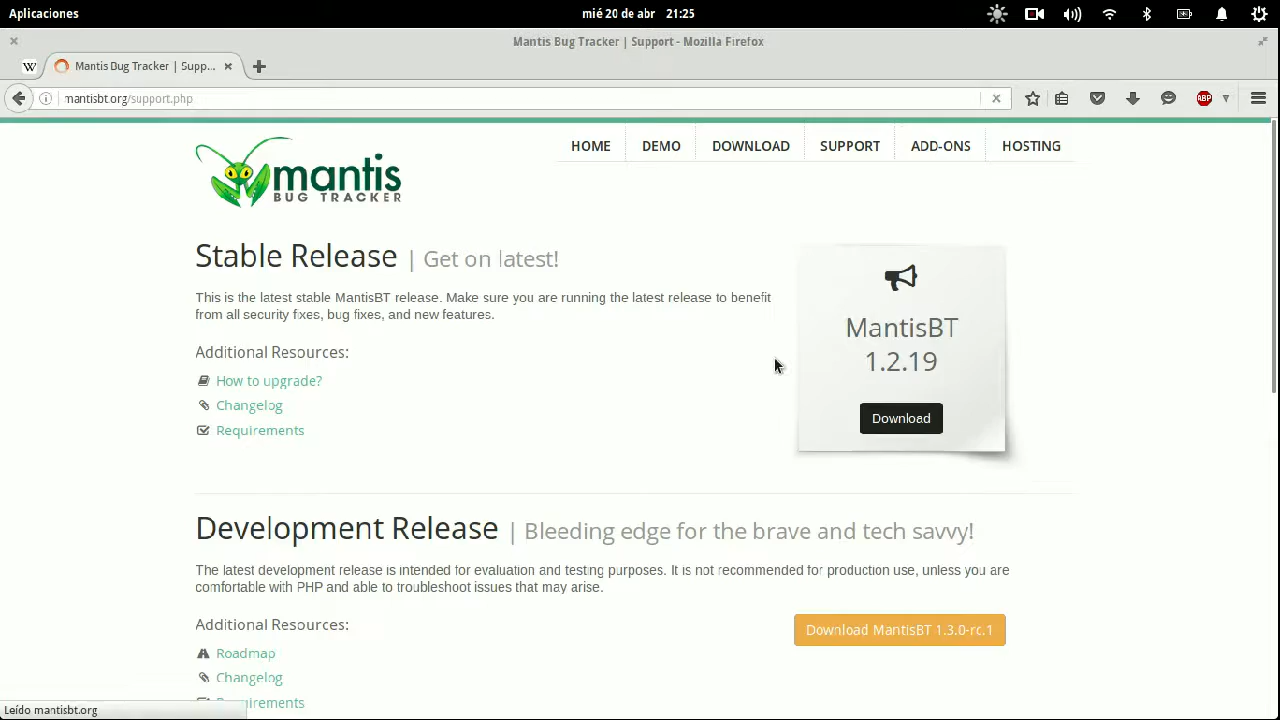 Aplicaciones
mié 20 de abr 21:25
Mantis Bug Tracker | Support - Mozilla Firefox
W
Mantis Bug Tracker | Supp...
mantisbt.org/support.php
ABP
mantis
BUG TRACKER
HOME
DEMO
DOWNLOAD
SUPPORT
ADD-ONS
HOSTING
Stable Release | Get on latest!
This is the latest stable MantisBT release. Make sure you are running the latest release to benefit
from all security fixes, bug fixes, and new features.
Additional Resources:
How to upgrade?
Changelog
Requirements
MantisBT
1.2.19
Download
Development Release | Bleeding edge for the brave and tech savvy!
The latest development release is intended for evaluation and testing purposes. It is not recommended for production use, unless you are
comfortable with PHP and able to troubleshoot issues that may arise.
Additional Resources:
Roadmap
Changelog
Requirements
Download MantisBT 1.3.0-rc.1
Leído mantisbt.org